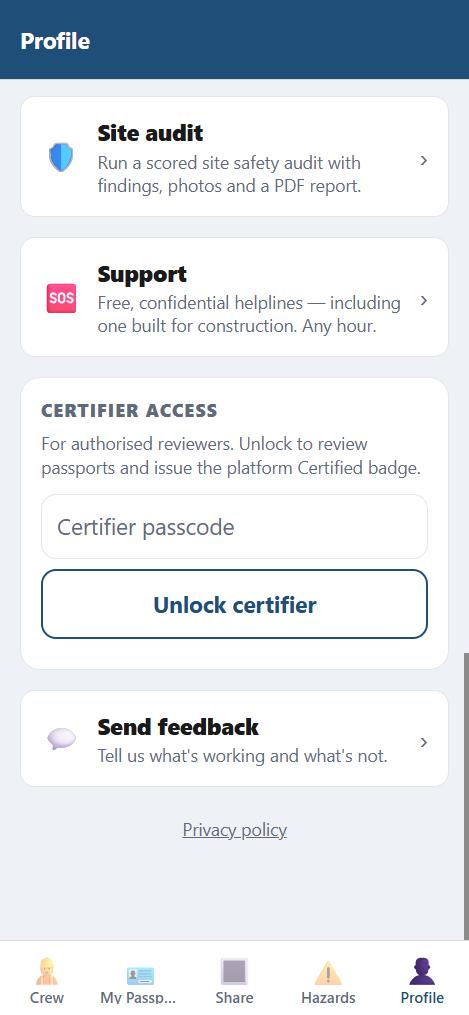 Profile
Site audit
Run a scored site safety audit with
findings, photos and a PDF report.
›
SOS
Support
Free, confidential helplines — including
one built for construction. Any hour.
›
CERTIFIER ACCESS
For authorised reviewers. Unlock to review
passports and issue the platform Certified badge.
Certifier passcode
Unlock certifier
Send feedback
Tell us what's working and what's not.
›
Privacy policy
Crew
My Passp...
Share
Hazards
Profile